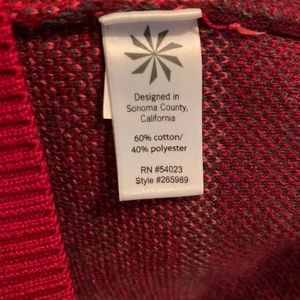 Designed in
Sonoma County,
California
60% cotton/
40% polyester
RN #54023
Style #265989